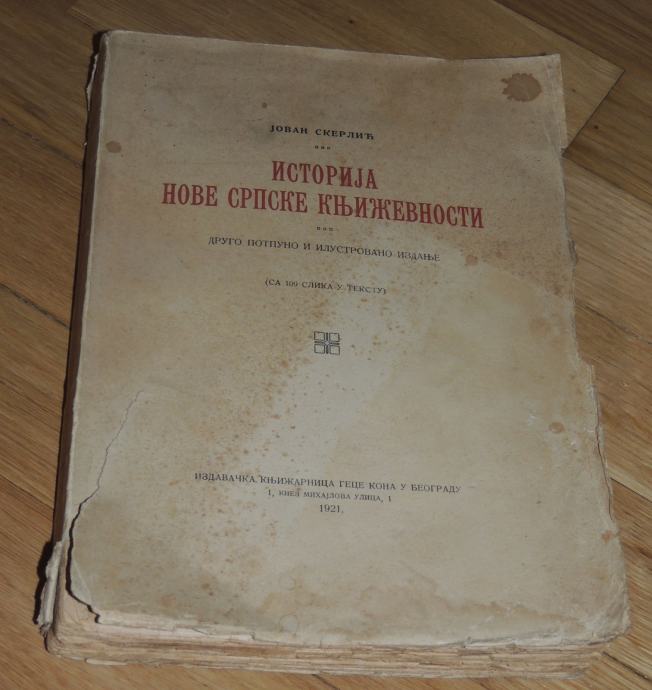 ЈОВАН СКЕРЛИЋ
ИСТОРИЈА
НОВЕ СРПСКЕ КЊИЖЕВНОСТИ
ДРУГО ПОТПУНО И ИЛУСТРОВАНО ИЗДАЊЕ
(СА 109 СЛИКА У ТЕКСТУ)
ИЗДАВАЧКА КЊИЖАРНИЦА ГЕЦЕ КОНА У БЕОГРАДУ
1, КНЕЗ МИХАЈЛОВА УЛИЦА, 1
1921.